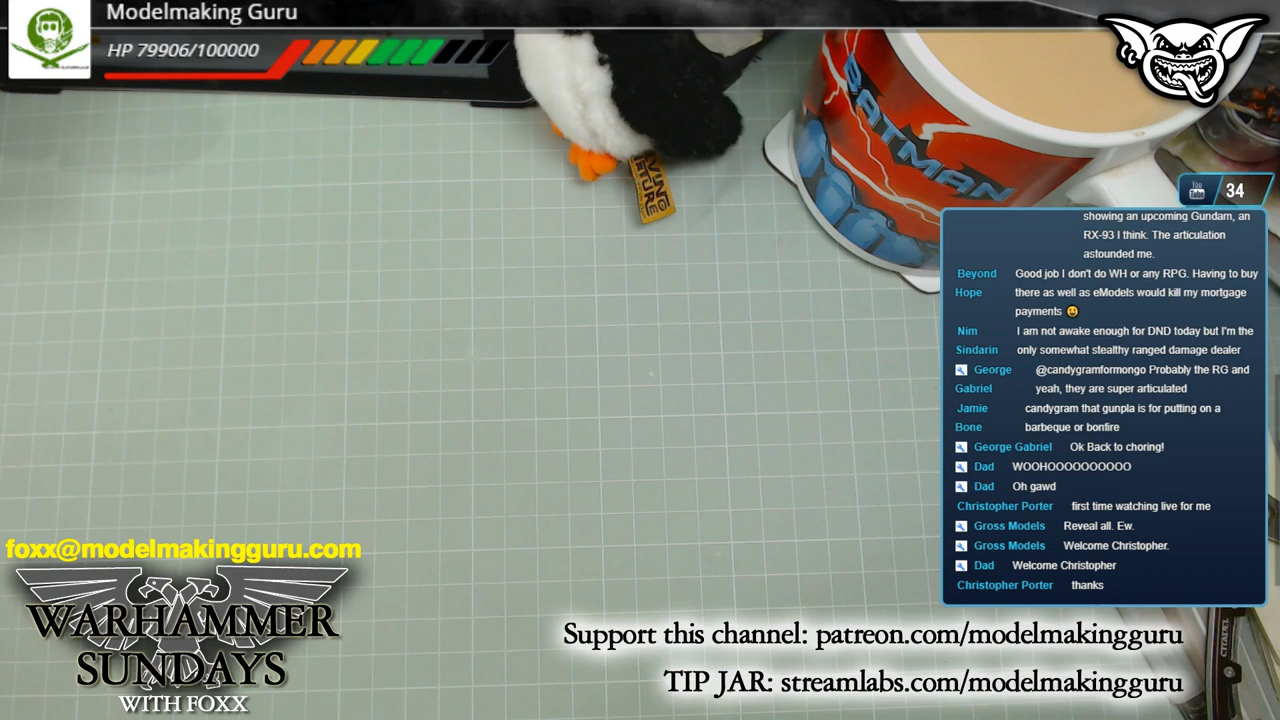 Modelmaking Guru
HP 79906/100000
BATMAN
LIVING
NATURE
You
Tube
34
showing an upcoming Gundam, an
RX-93 I think. The articulation
astounded me.
Beyond Good job I don't do WH or any RPG. Having to buy
Hope there as well as eModels would kill my mortgage
payments
Nim I am not awake enough for DND today but I'm the
Sindarin only somewhat stealthy ranged damage dealer
George @candygramformongo Probably the RG and
Gabriel yeah, they are super articulated
Jamie candygram that gunpla is for putting on a
Bone barbeque or bonfire
George Gabriel Ok Back to choring!
Dad WOOHOOOOOOOOOO
Dad Oh gawd
Christopher Porter first time watching live for me
Gross Models Reveal all. Ew.
Gross Models Welcome Christopher.
Dad Welcome Christopher
Christopher Porter thanks
foxx@modelmakingguru.com
WARHAMMER
SUNDAYS
WITH FOXX
Support this channel: patreon.com/modelmakingguru
TIP JAR: streamlabs.com/modelmakingguru
CITADEL